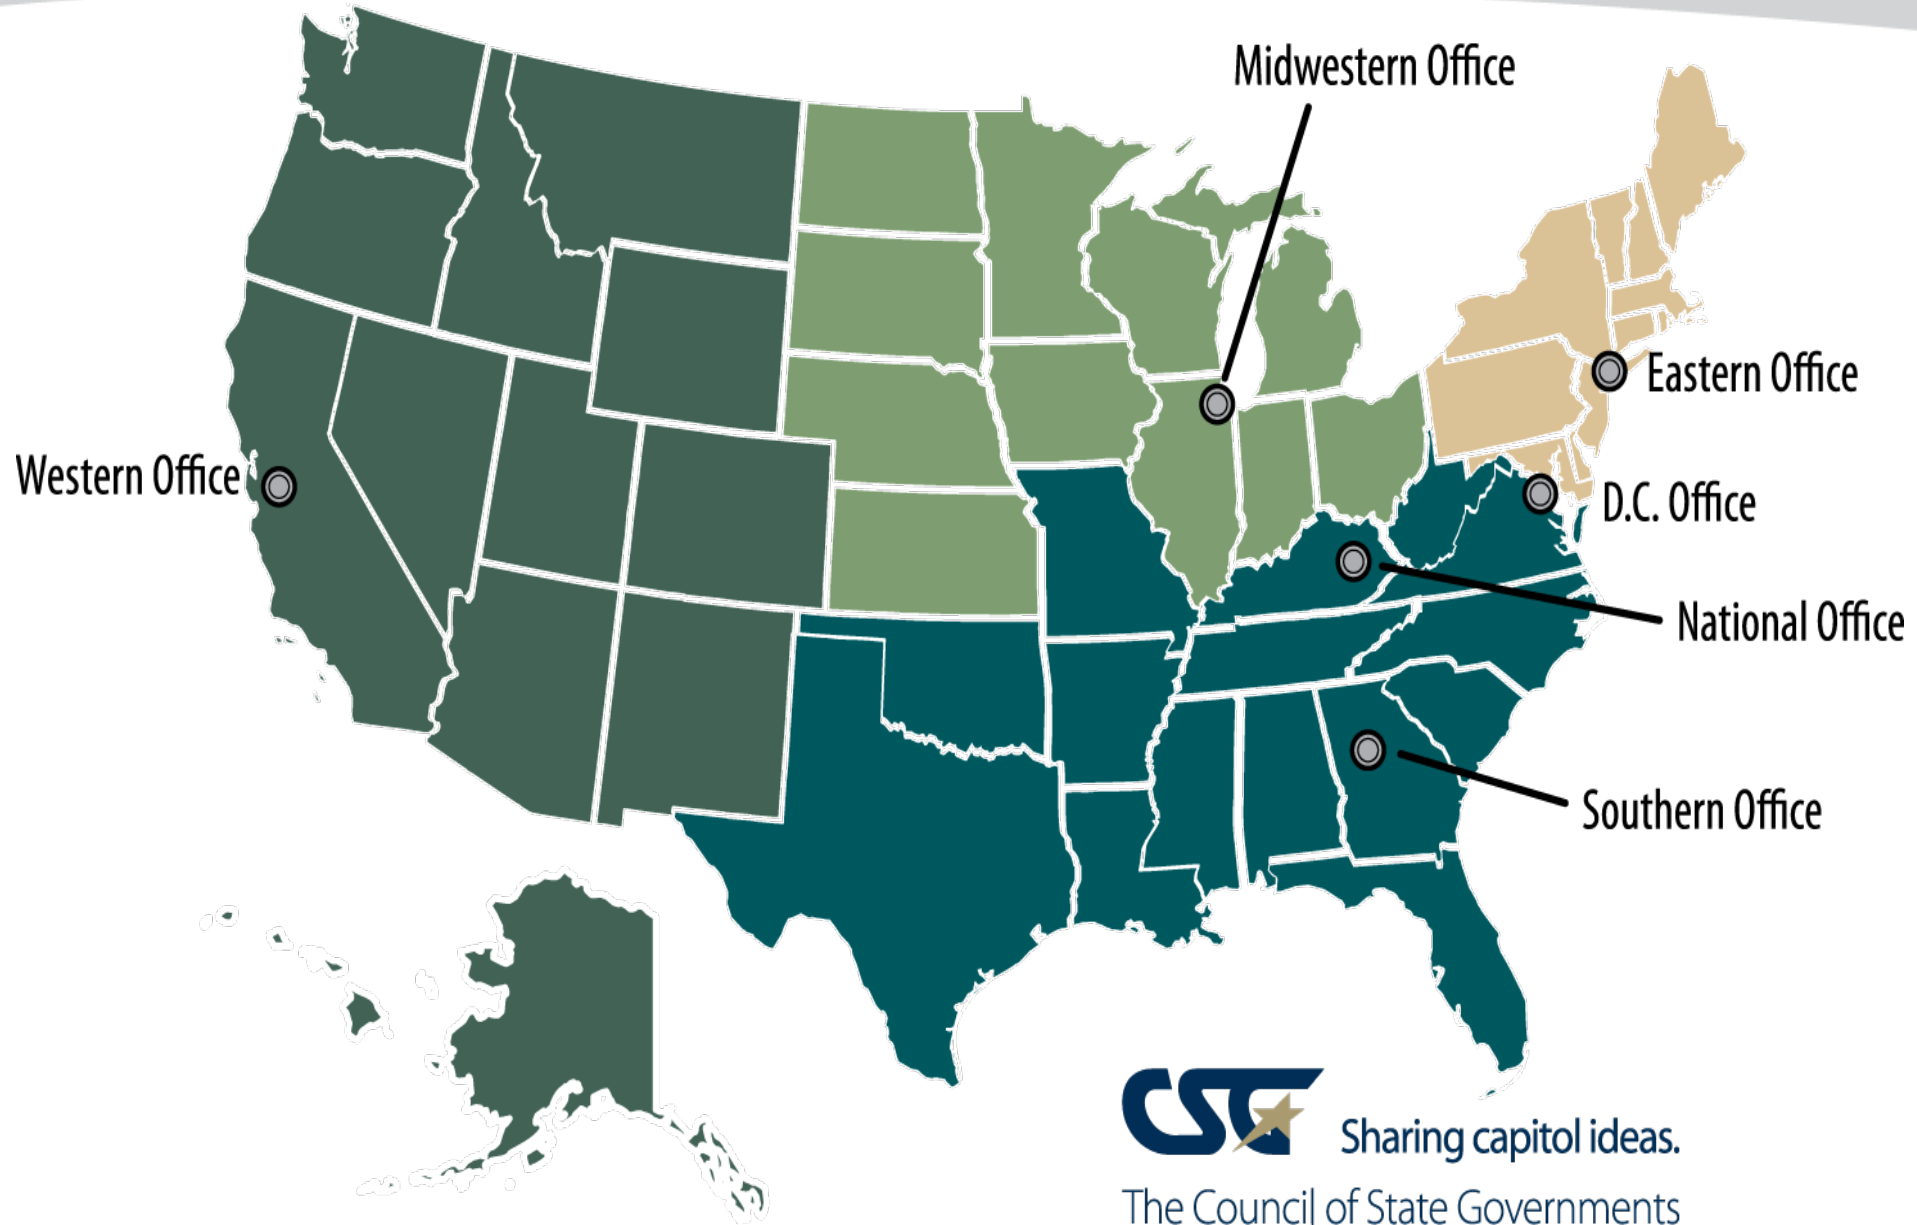 Midwestern Office
Eastern Office
Western Office
D.C. Office
National Office
Southern Office
CSG
Sharing capitol ideas.
The Council of State Governments